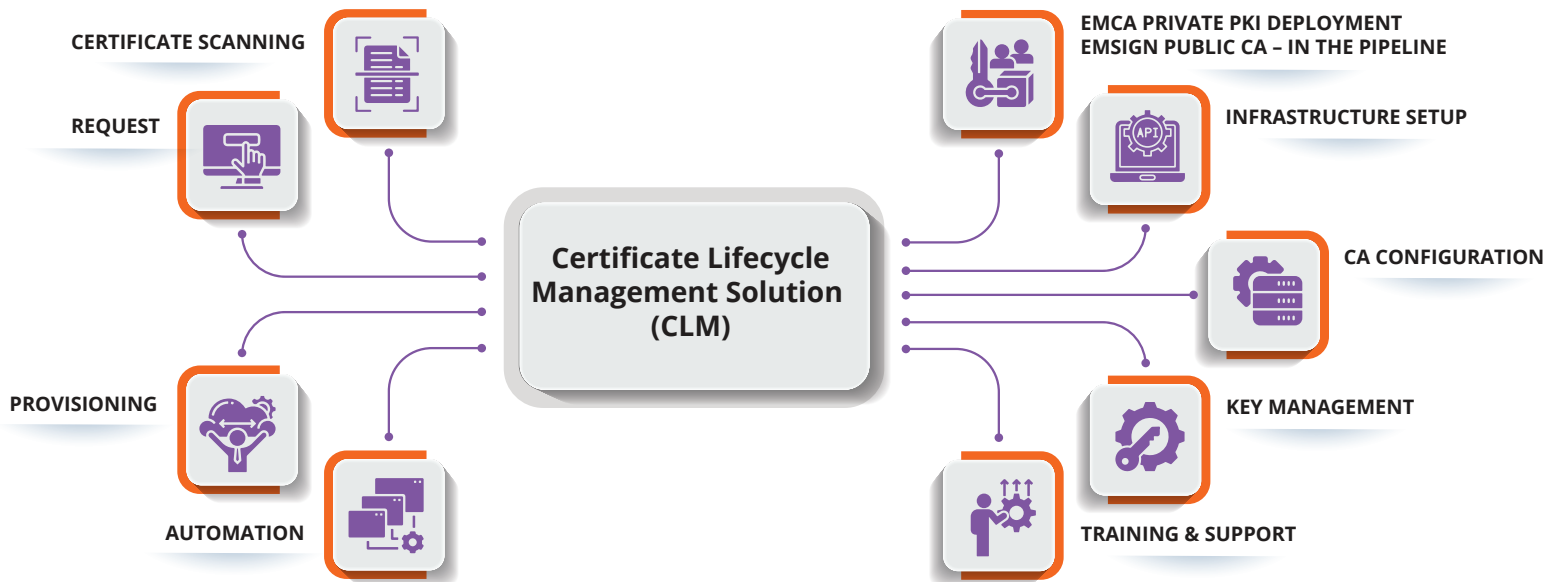 CERTIFICATE SCANNING
REQUEST
PROVISIONING
AUTOMATION
Certificate Lifecycle
Management Solution
(CLM)
EMCA PRIVATE PKI DEPLOYMENT
EMSIGN PUBLIC CA – IN THE PIPELINE
API
INFRASTRUCTURE SETUP
CA CONFIGURATION
KEY MANAGEMENT
TRAINING & SUPPORT